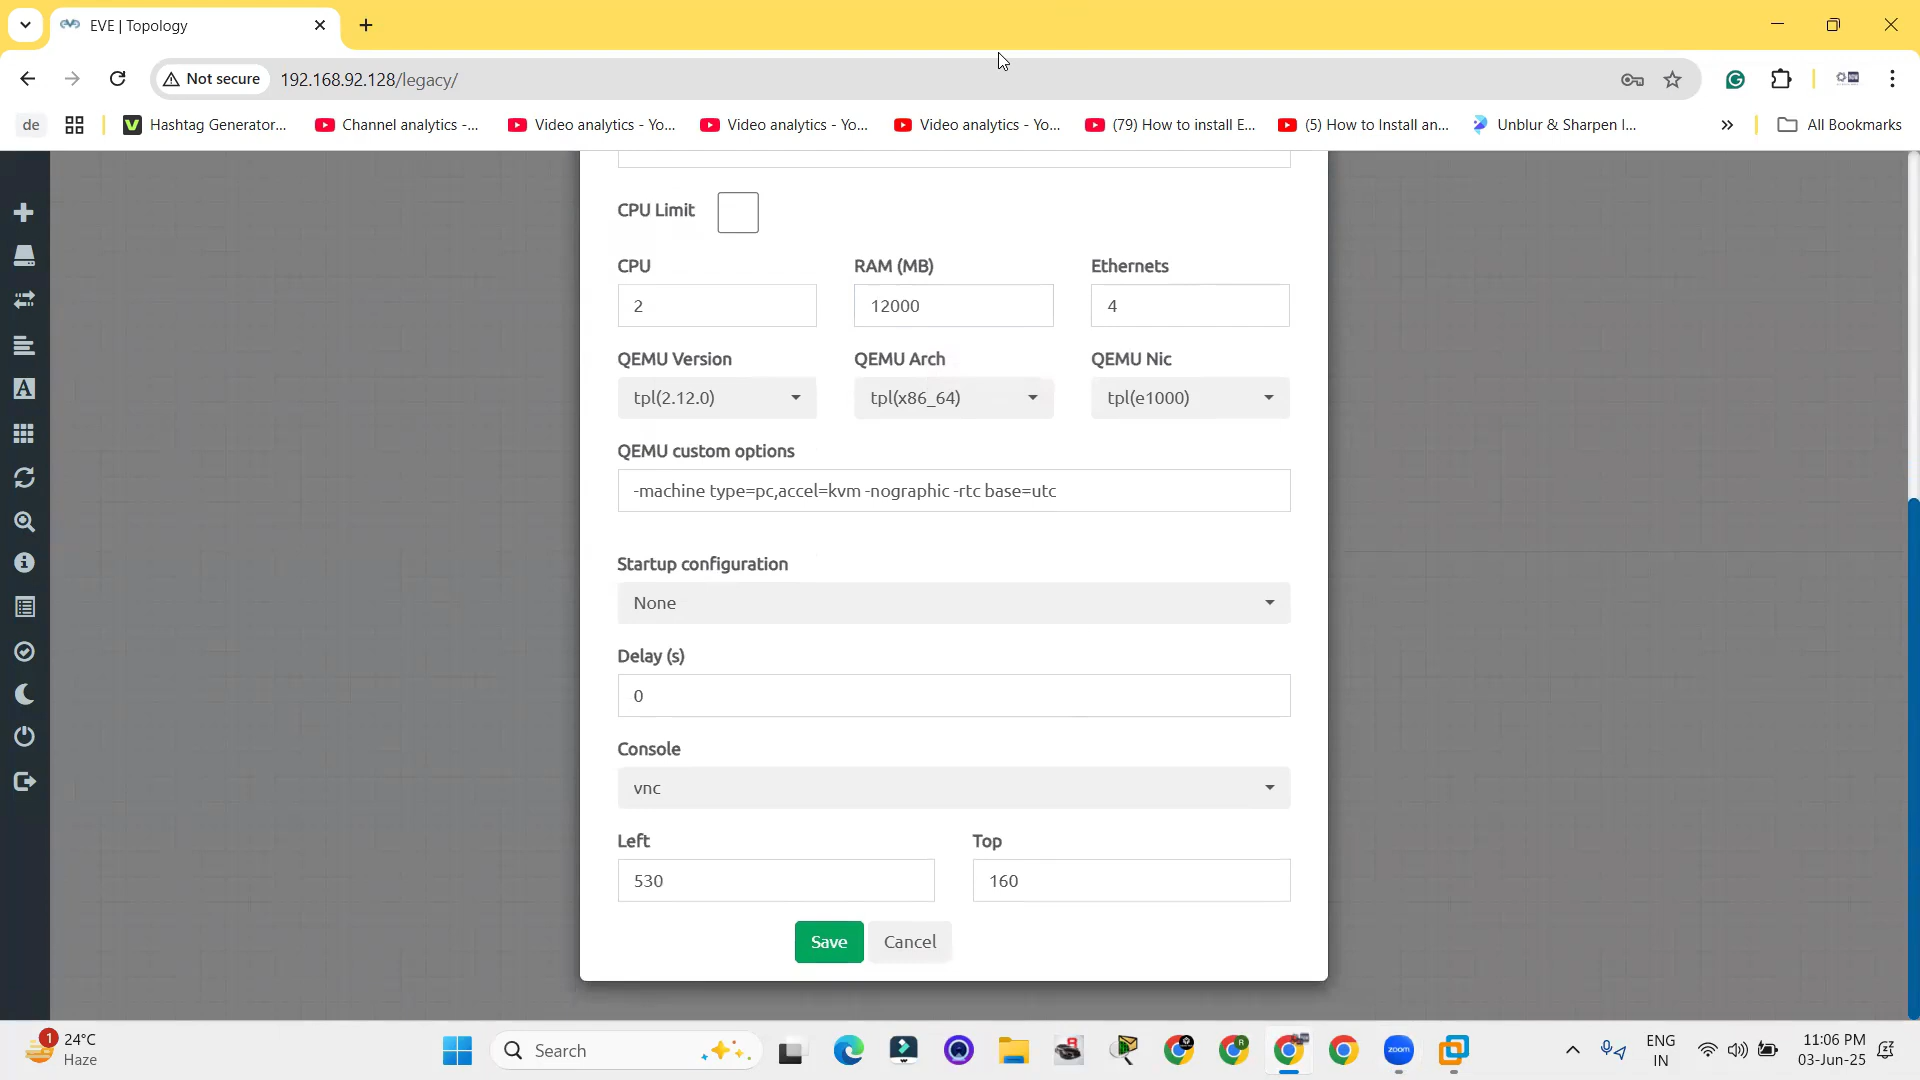 EVE | Topology
Not secure
192.168.92.128/legacy/
de
Hashtag Generator...
Channel analytics -...
Video analytics - Yo...
Video analytics - Yo...
Video analytics - Yo...
(79) How to install E...
(5) How to Install an...
Unblur & Sharpen I...
All Bookmarks
CPU Limit
CPU
RAM (MB)
Ethernets
2
12000
4
QEMU Version
QEMU Arch
QEMU Nic
tpl(2.12.0)
tpl(x86_64)
tpl(e1000)
QEMU custom options
-machine type=pc,accel=kvm -nographic -rtc base=utc
Startup configuration
None
Delay (s)
0
Console
vnc
Left
Top
530
160
Save
Cancel
1
24°C
Haze
Search
zoom
ENG
IN
11:06 PM
03-Jun-25